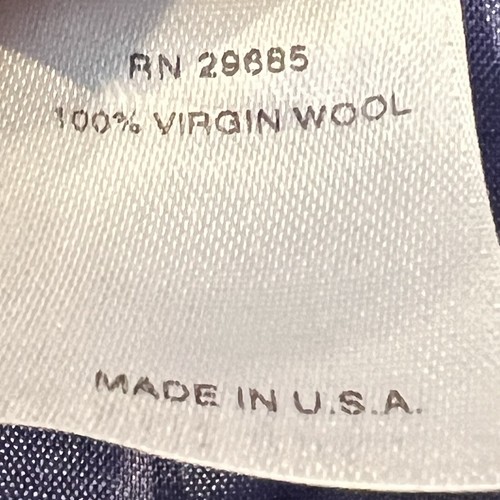 RN 29685
100% VIRGIN WOOL
MADE IN U.S.A.